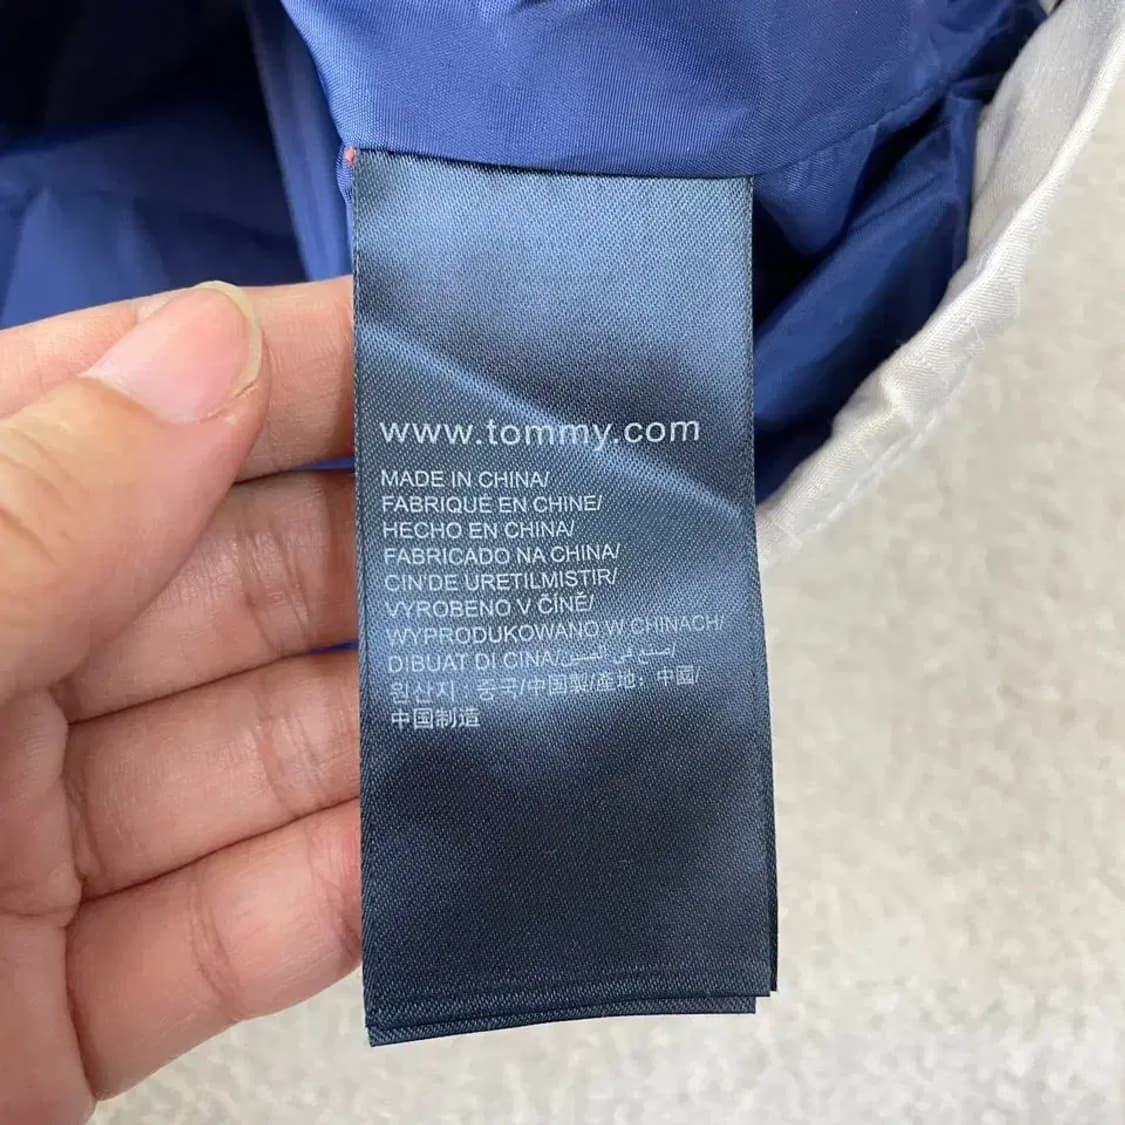 www.tommy.com
MADE IN CHINA/
FABRIQUÉ EN CHINE/
HECHO EN CHINA/
FABRICADO NA CHINA/
CIN'DE URETILMISTIR/
VYROBENO V ČÍNĚ/
WYPRODUKOWANO W CHINACH/
DIBUAT DI CINA/صنع في الصين/
원산지 : 중국/中国製/產地：中國/
中国制造